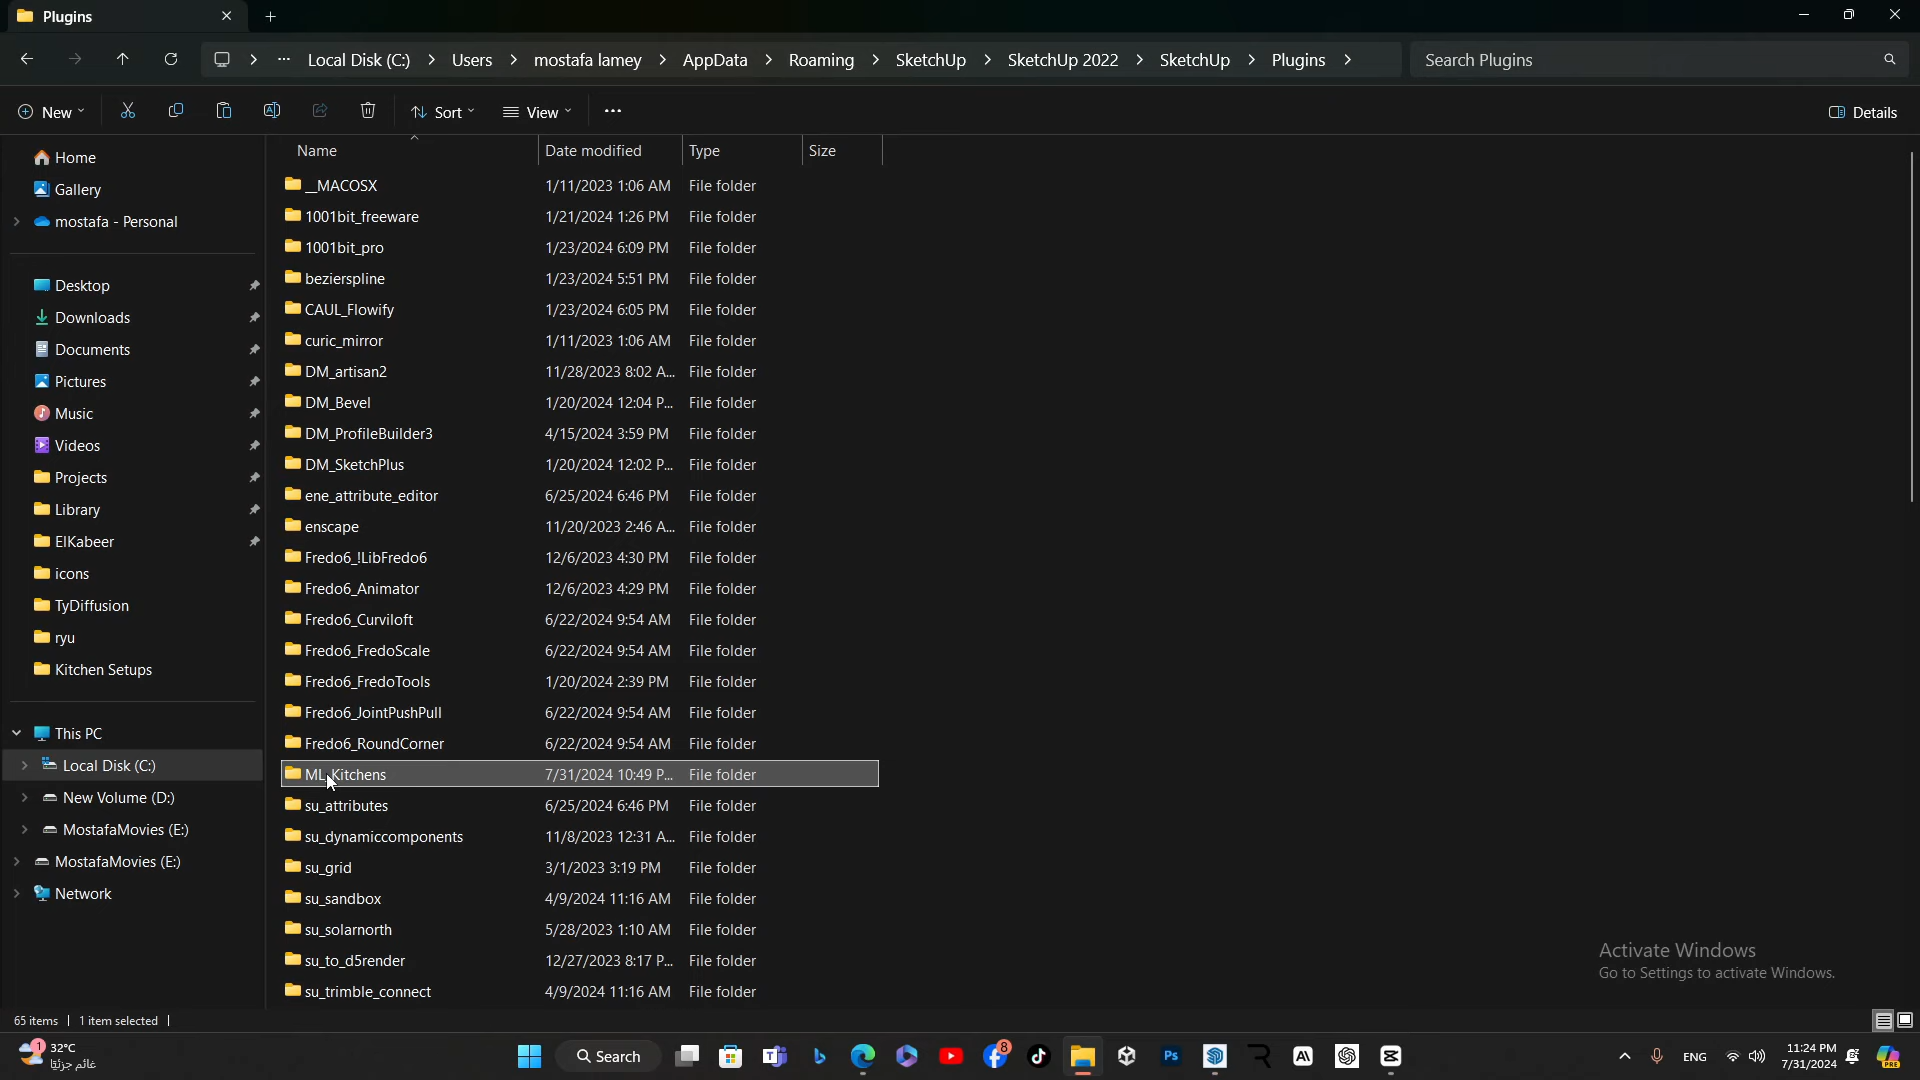 Plugins
Local Disk (C:) > Users > mostafa lamey > AppData > Roaming > SketchUp > SketchUp 2022 > SketchUp > Plugins >
Search Plugins
New
Sort
View
Details
Home
Gallery
mostafa - Personal
Desktop
Downloads
Documents
Pictures
Music
Videos
Projects
Library
ElKabeer
icons
TyDiffusion
ryu
Kitchen Setups
This PC
Local Disk (C:)
New Volume (D:)
MostafaMovies (E:)
MostafaMovies (E:)
Network
Name Date modified Type Size
__MACOSX 1/11/2023 1:06 AM File folder
1001bit_freeware 1/21/2024 1:26 PM File folder
1001bit_pro 1/23/2024 6:09 PM File folder
bezierspline 1/23/2024 5:51 PM File folder
CAUL_Flowify 1/23/2024 6:05 PM File folder
curic_mirror 1/11/2023 1:06 AM File folder
DM_artisan2 11/28/2023 8:02 A... File folder
DM_Bevel 1/20/2024 12:04 P... File folder
DM_ProfileBuilder3 4/15/2024 3:59 PM File folder
DM_SketchPlus 1/20/2024 12:02 P... File folder
ene_attribute_editor 6/25/2024 6:46 PM File folder
enscape 11/20/2023 2:46 A... File folder
Fredo6_!LibFredo6 12/6/2023 4:30 PM File folder
Fredo6_Animator 12/6/2023 4:29 PM File folder
Fredo6_Curviloft 6/22/2024 9:54 AM File folder
Fredo6_FredoScale 6/22/2024 9:54 AM File folder
Fredo6_FredoTools 1/20/2024 2:39 PM File folder
Fredo6_JointPushPull 6/22/2024 9:54 AM File folder
Fredo6_RoundCorner 6/22/2024 9:54 AM File folder
ML_Kitchens 7/31/2024 10:49 P... File folder
su_attributes 6/25/2024 6:46 PM File folder
su_dynamiccomponents 11/8/2023 12:31 A... File folder
su_grid 3/1/2023 3:19 PM File folder
su_sandbox 4/9/2024 11:16 AM File folder
su_solarnorth 5/28/2023 1:10 AM File folder
su_to_d5render 12/27/2023 8:17 P... File folder
su_trimble_connect 4/9/2024 11:16 AM File folder
Activate Windows
Go to Settings to activate Windows.
65 items 1 item selected
1
32°C
غائم جزئيًا
Search
8
Ps
ENG
11:24 PM
7/31/2024
PRE